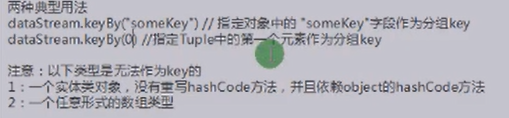 两种典型用法
dataStream.keyBy("someKey") // 指定对象中的 "someKey"字段作为分组key
dataStream.keyBy(0) //指定Tuple中的第一个元素作为分组key
注意：以下类型是无法作为key的
1：一个实体类对象，没有重写hashCode方法，并且依赖object的hashCode方法
2：一个任意形式的数组类型